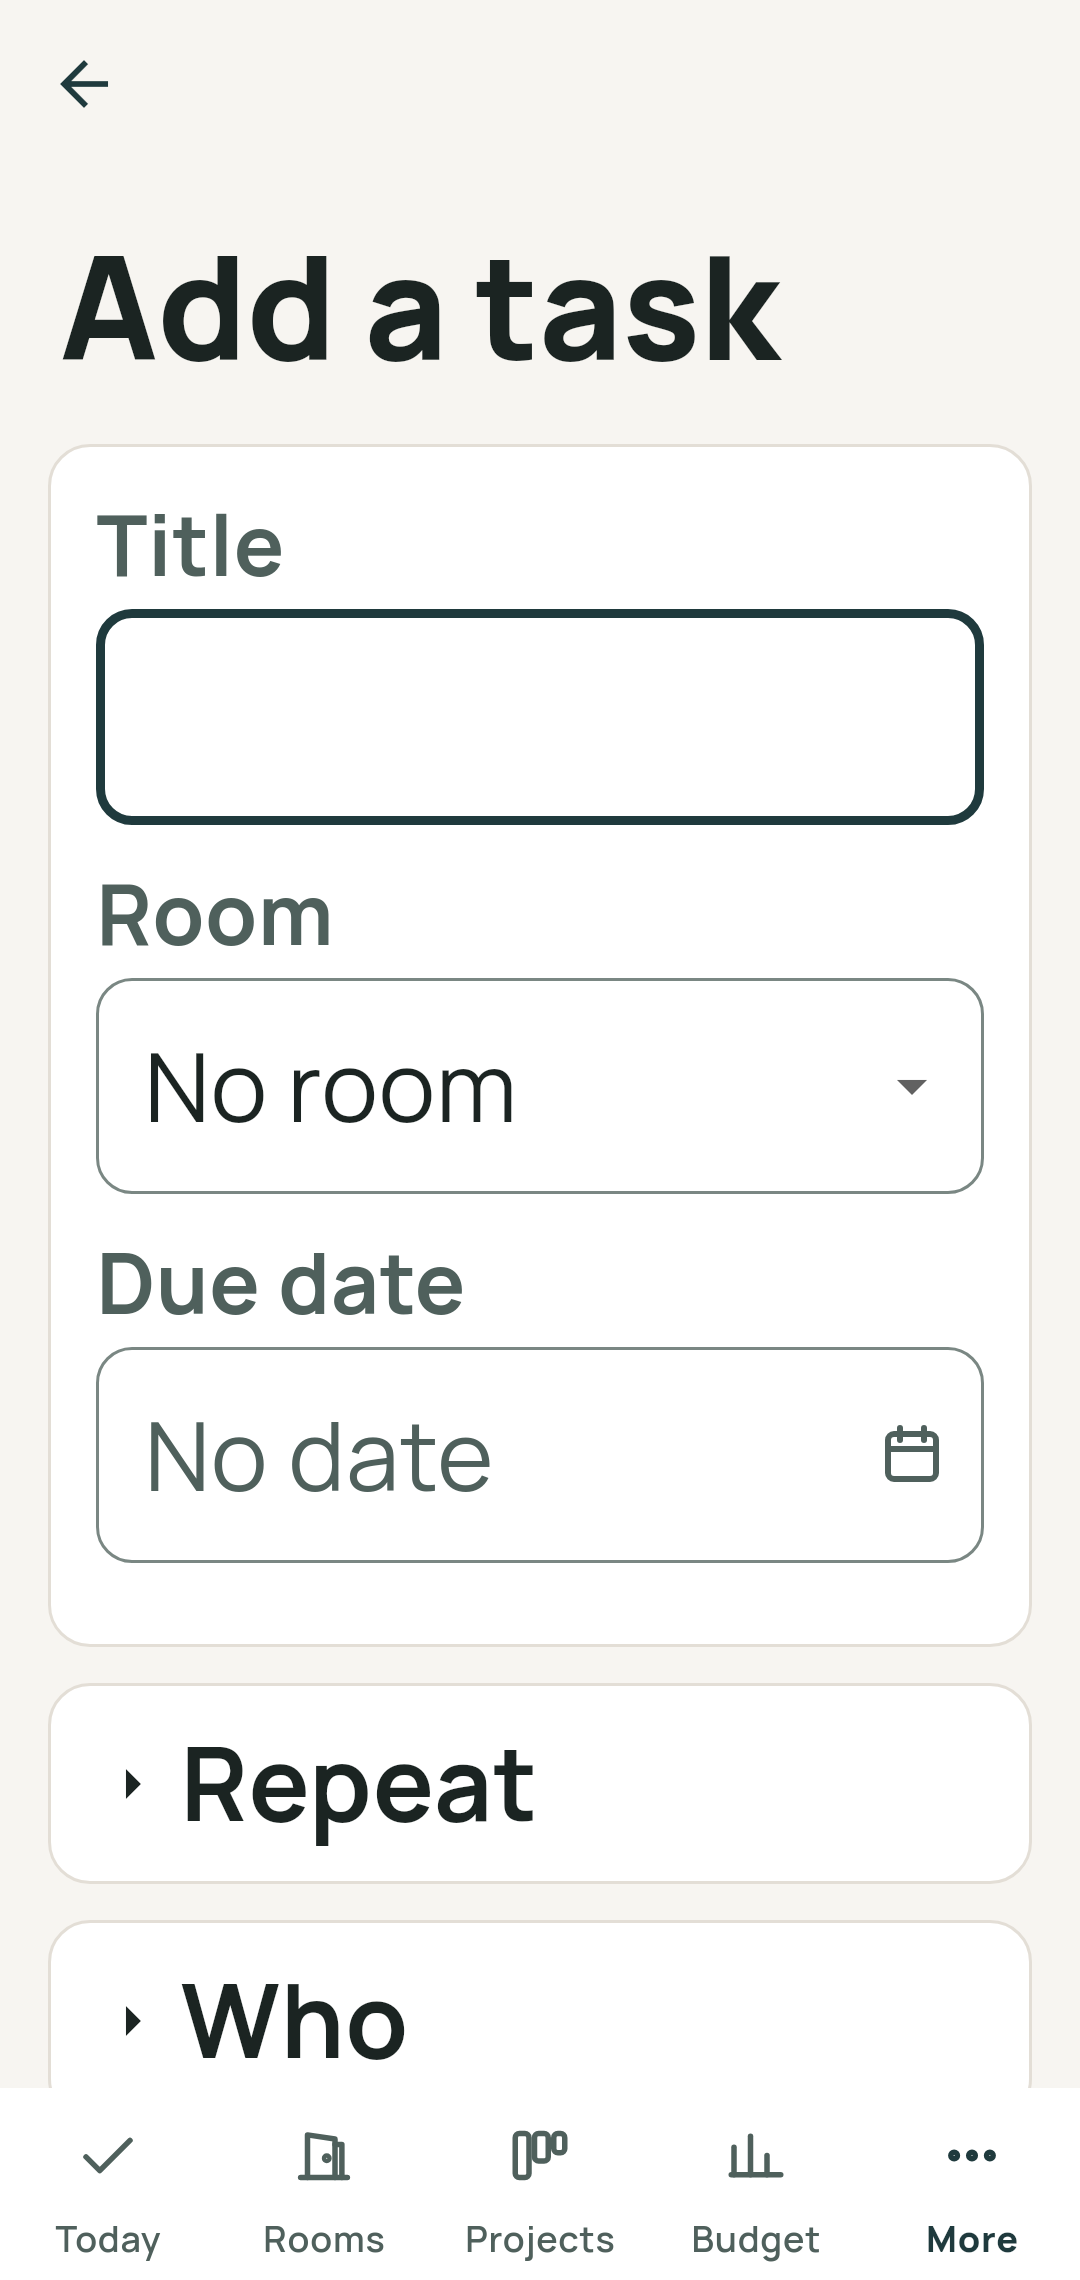 Add a task
Title
Room
No room
Due date
No date
Repeat
Who
Today
Rooms
Projects
Budget
More